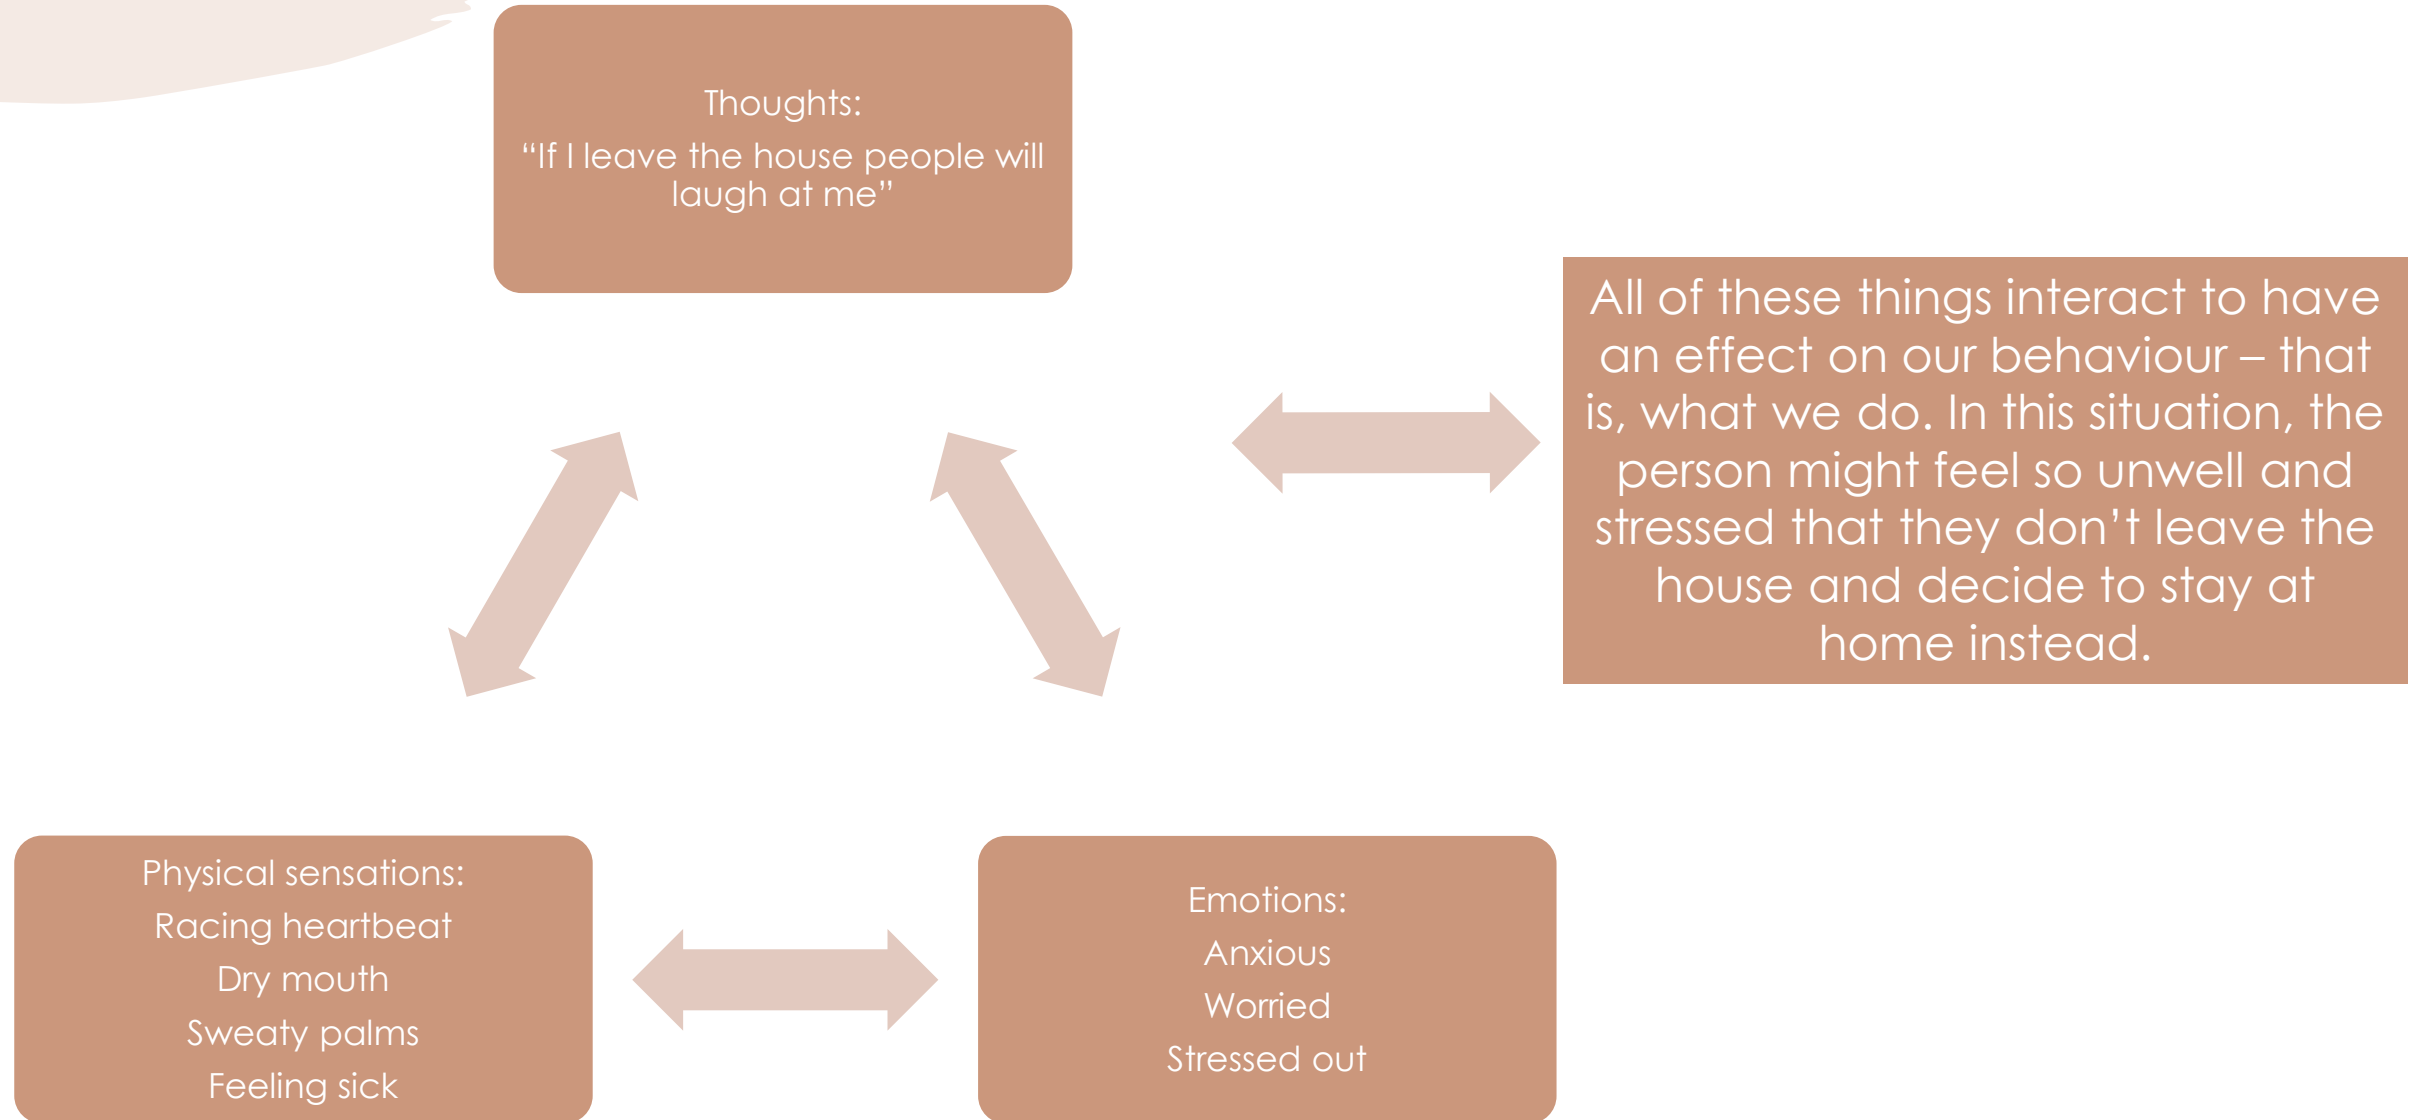 Thoughts:
“If I leave the house people will
laugh at me”
All of these things interact to have
an effect on our behaviour – that
is, what we do. In this situation, the
person might feel so unwell and
stressed that they don’t leave the
house and decide to stay at
home instead.
Physical sensations:
Racing heartbeat
Dry mouth
Sweaty palms
Feeling sick
Emotions:
Anxious
Worried
Stressed out